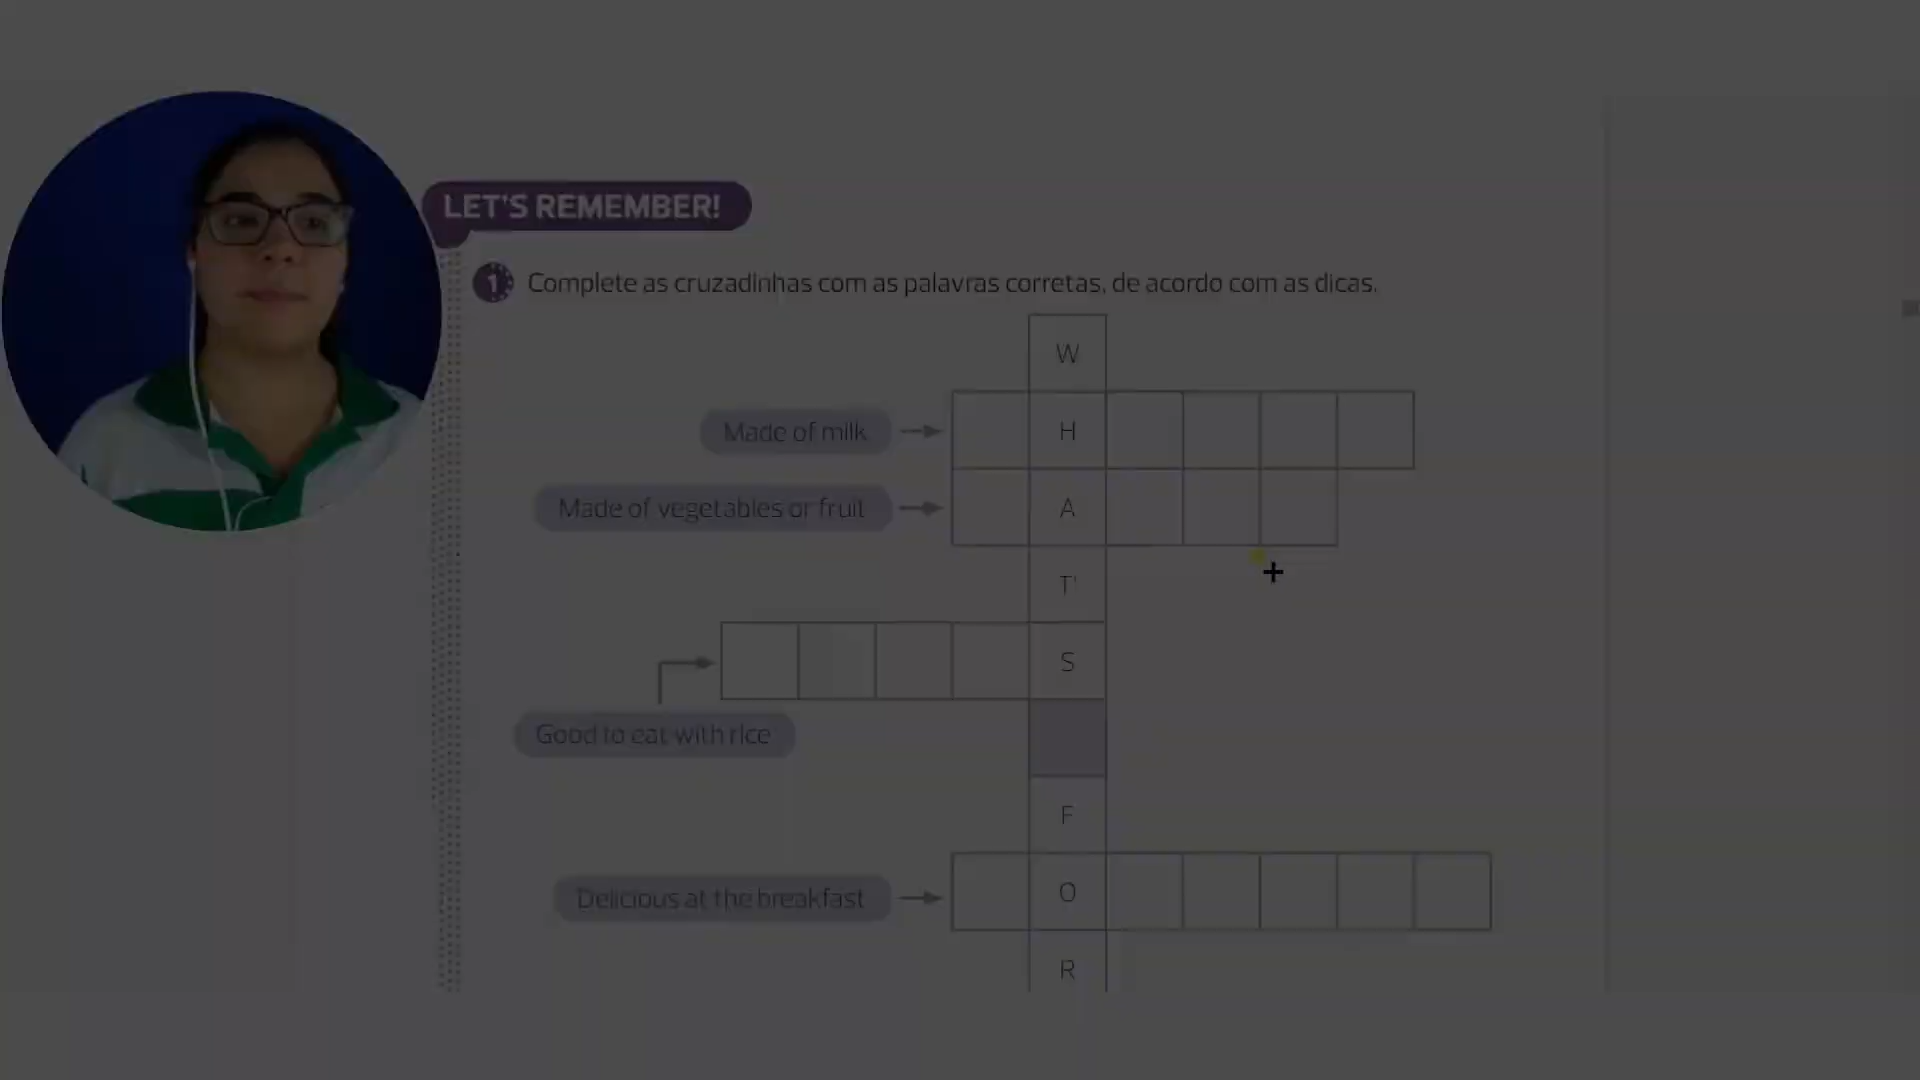 LET'S REMEMBER!
1 Complete as cruzadinhas com as palavras corretas, de acordo com as dicas.
W
Made of milk H
Made of vegetables or fruit A
T'
S
Good to eat with rice
F
Delicious at the breakfast O
R